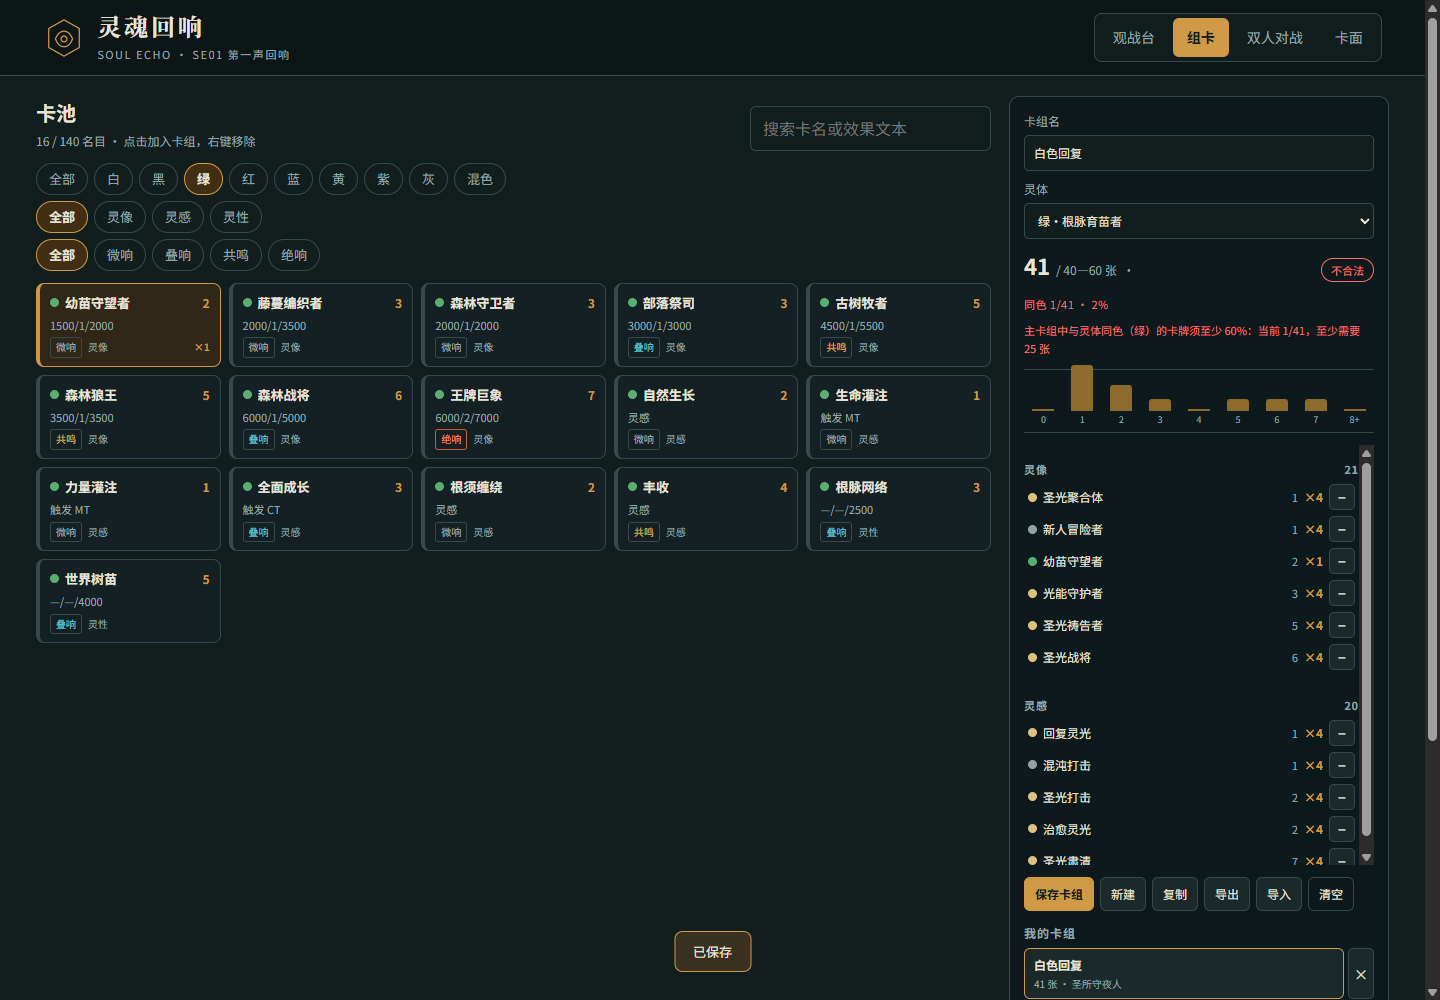 灵魂回响
SOUL ECHO · SE01 第一声回响
观战台 组卡 双人对战 卡面
卡池
16 / 140 名目 · 点击加入卡组，右键移除
搜索卡名或效果文本
全部 白 黑 绿 红 蓝 黄 紫 灰 混色
全部 灵像 灵感 灵性
全部 微响 叠响 共鸣 绝响
幼苗守望者 2
1500/1/2000
微响 灵像 ×1
藤蔓编织者 3
2000/1/3500
微响 灵像
森林守卫者 3
2000/1/2000
微响 灵像
部落祭司 3
3000/1/3000
叠响 灵像
古树牧者 5
4500/1/5500
共鸣 灵像
森林狼王 5
3500/1/3500
共鸣 灵像
森林战将 6
6000/1/5000
叠响 灵像
王牌巨象 7
6000/2/7000
绝响 灵像
自然生长 2
灵感
微响 灵感
生命灌注 1
触发 MT
微响 灵感
力量灌注 1
触发 MT
微响 灵感
全面成长 3
触发 CT
叠响 灵感
根须缠绕 2
灵感
微响 灵感
丰收 4
灵感
共鸣 灵感
根脉网络 3
—/—/2500
叠响 灵性
世界树苗 5
—/—/4000
叠响 灵性
已保存
卡组名
白色回复
灵体
绿・根脉育苗者
41 / 40—60 张 · 不合法
同色 1/41 · 2%
主卡组中与灵体同色（绿）的卡牌须至少 60%：当前 1/41，至少需要
25 张
0 1 2 3 4 5 6 7 8+
灵像 21
圣光聚合体 1 ×4 −
新人冒险者 1 ×4 −
幼苗守望者 2 ×1 −
光能守护者 3 ×4 −
圣光祷告者 5 ×4 −
圣光战将 6 ×4 −
灵感 20
回复灵光 1 ×4 −
混沌打击 1 ×4 −
圣光打击 2 ×4 −
治愈灵光 2 ×4 −
圣光肃清 7 ×4 −
保存卡组 新建 复制 导出 导入 清空
我的卡组
白色回复
41 张 · 圣所守夜人
×